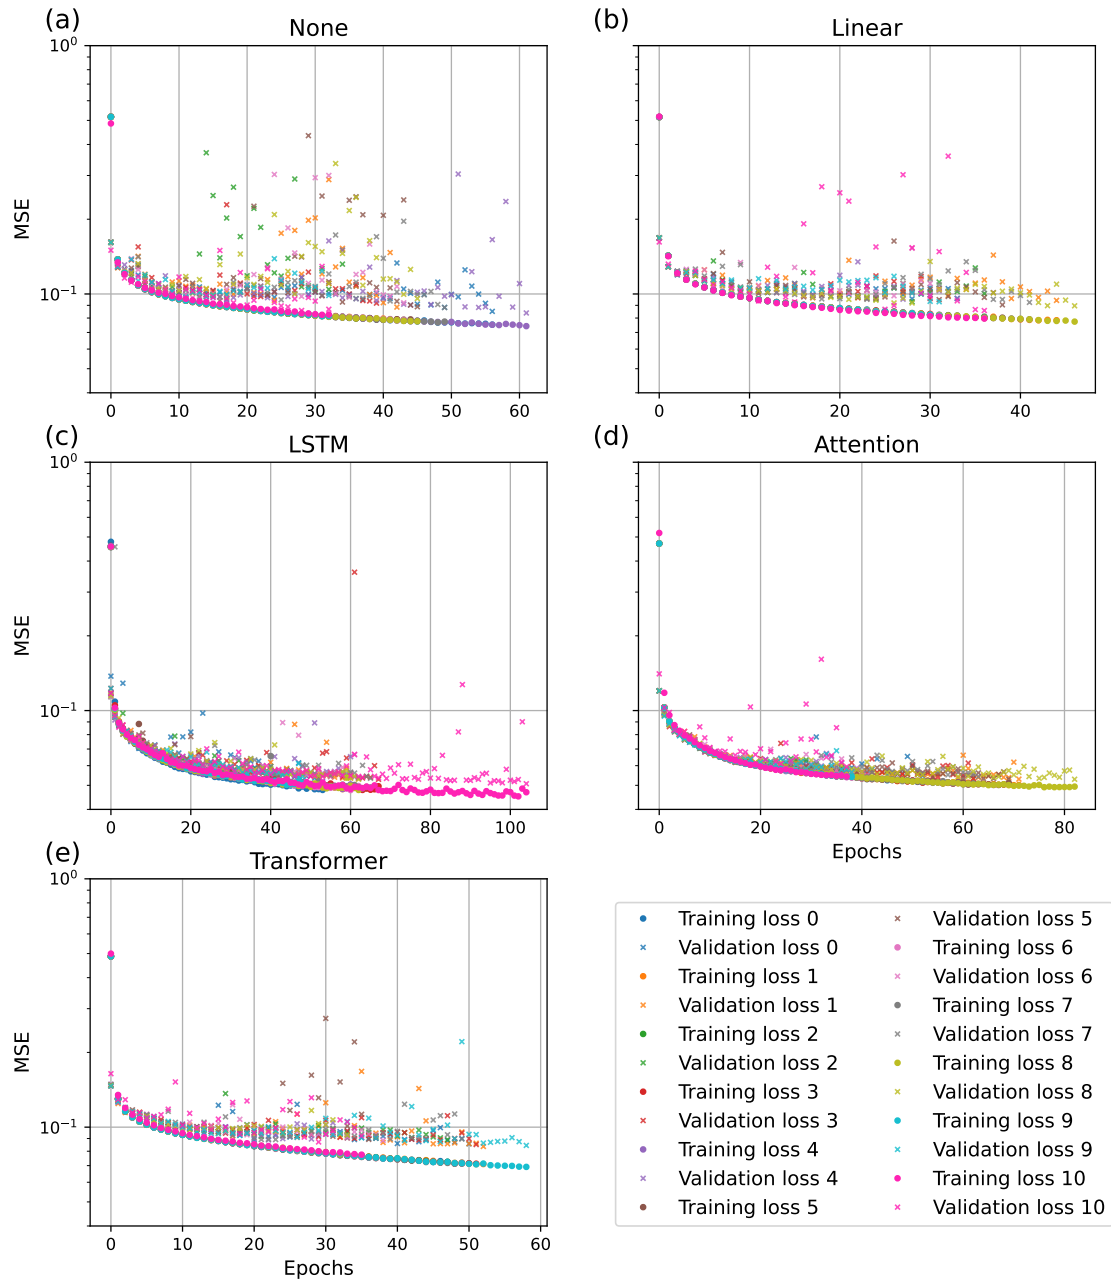 (a)
None
MSE
10⁰
10⁻¹
0 10 20 30 40 50 60
(b)
Linear
0 10 20 30 40
(c)
LSTM
MSE
10⁰
10⁻¹
0 20 40 60 80 100
(d)
Attention
0 20 40 60 80
Epochs
(e)
Transformer
MSE
10⁰
10⁻¹
0 10 20 30 40 50 60
Epochs
Training loss 0
Validation loss 0
Training loss 1
Validation loss 1
Training loss 2
Validation loss 2
Training loss 3
Validation loss 3
Training loss 4
Validation loss 4
Training loss 5
Validation loss 5
Training loss 6
Validation loss 6
Training loss 7
Validation loss 7
Training loss 8
Validation loss 8
Training loss 9
Validation loss 9
Training loss 10
Validation loss 10